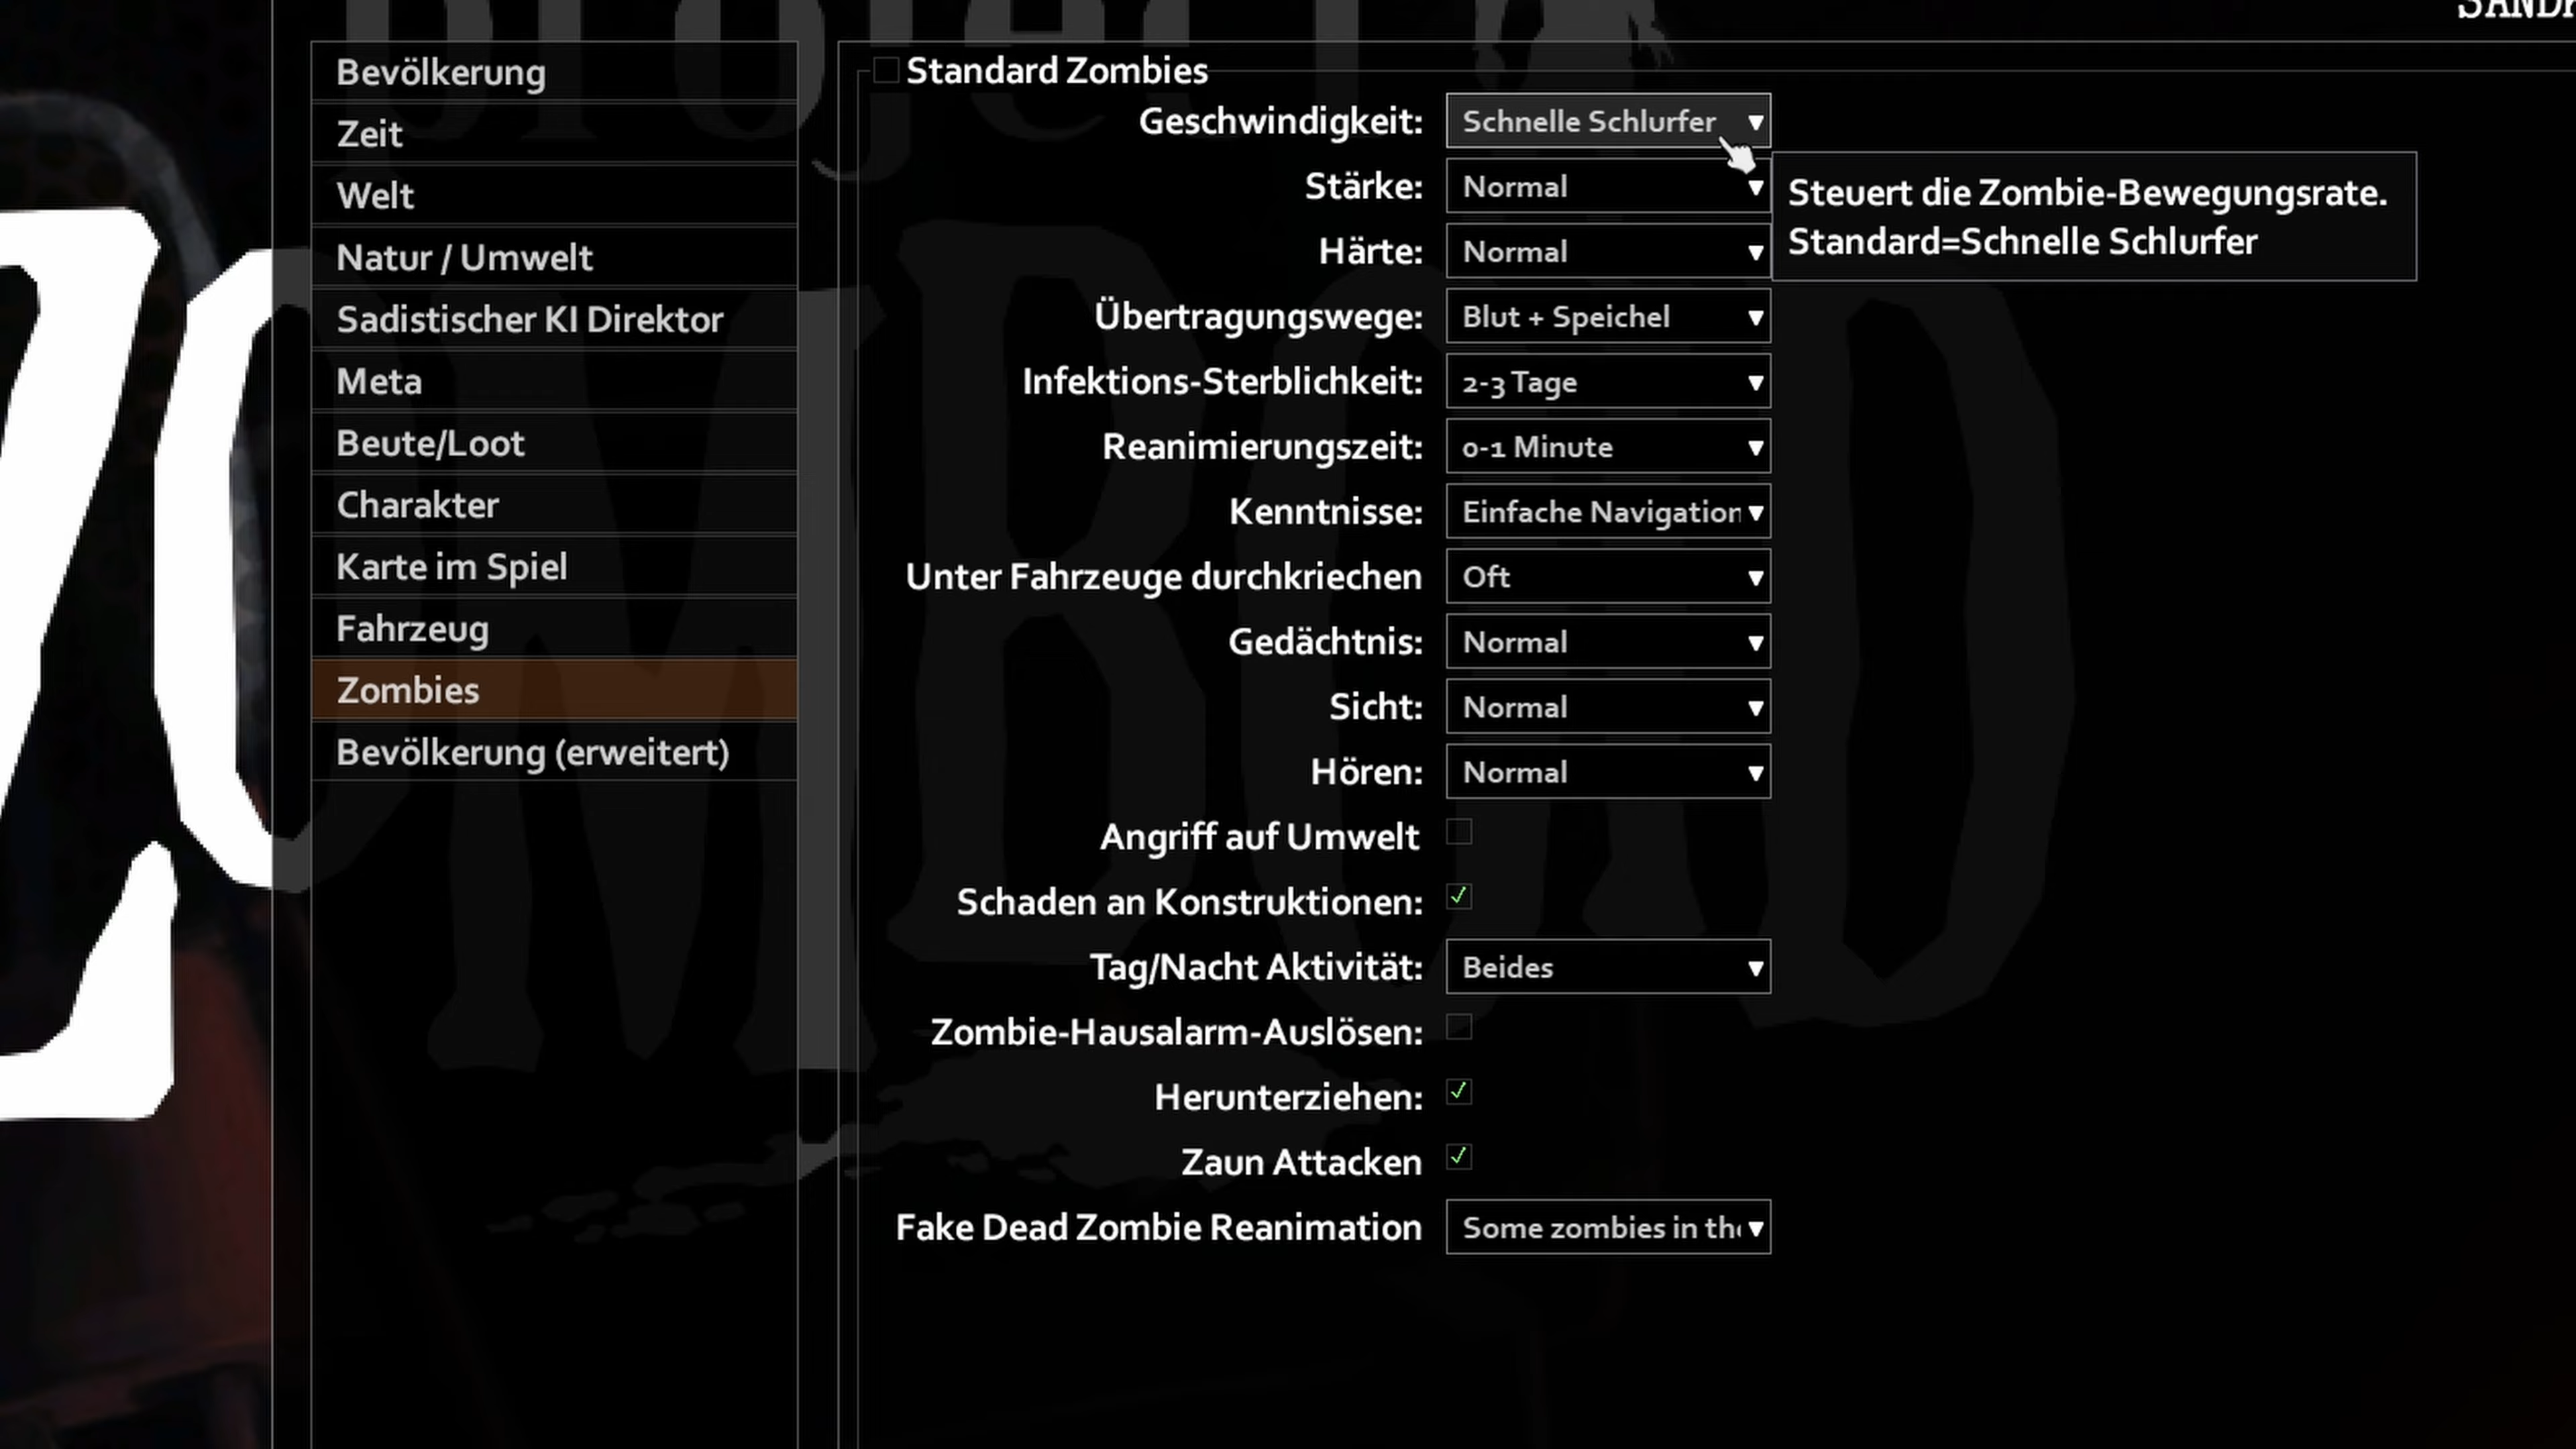 project
ZOMBOID
Bevölkerung
Zeit
Welt
Natur / Umwelt
Sadistischer KI Direktor
Meta
Beute/Loot
Charakter
Karte im Spiel
Fahrzeug
Zombies
Bevölkerung (erweitert)
Standard Zombies
Geschwindigkeit: Schnelle Schlurfer
Steuert die Zombie-Bewegungsrate.
Standard=Schnelle Schlurfer
Stärke: Normal
Härte: Normal
Übertragungswege: Blut + Speichel
Infektions-Sterblichkeit: 2-3 Tage
Reanimierungszeit: 0-1 Minute
Kenntnisse: Einfache Navigation
Unter Fahrzeuge durchkriechen Oft
Gedächtnis: Normal
Sicht: Normal
Hören: Normal
Angriff auf Umwelt
Schaden an Konstruktionen:
Tag/Nacht Aktivität: Beides
Zombie-Hausalarm-Auslösen:
Herunterziehen:
Zaun Attacken
Fake Dead Zombie Reanimation Some zombies in the